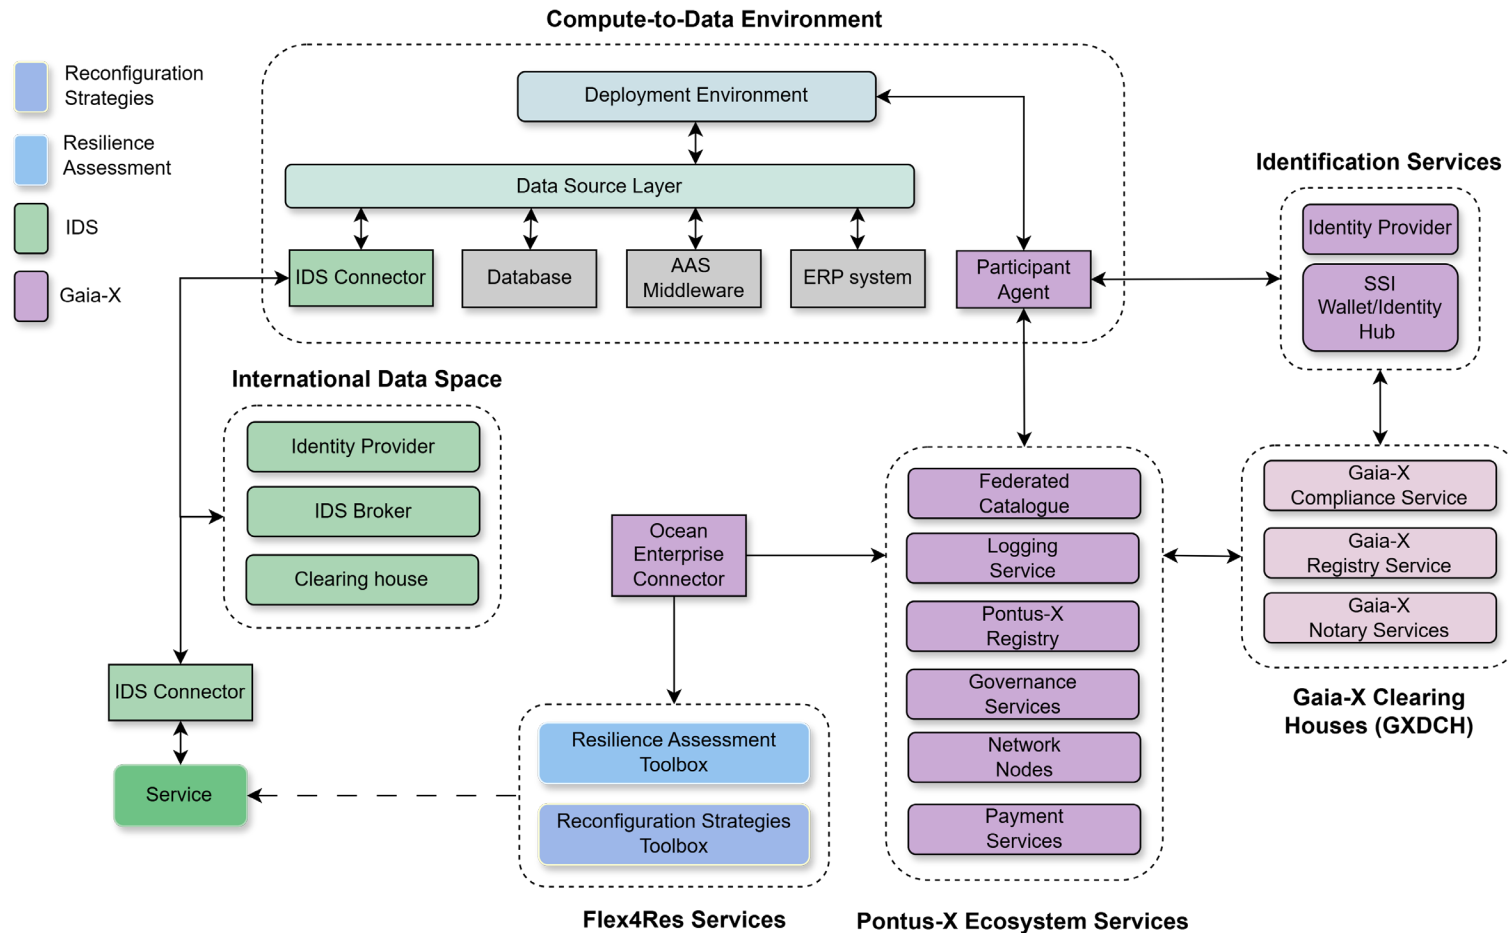 Compute-to-Data Environment
Reconfiguration
Strategies
Resilience
Assessment
IDS
Gaia-X
Deployment Environment
Data Source Layer
IDS Connector
Database
AAS
Middleware
ERP system
Participant
Agent
Identification Services
Identity Provider
SSI
Wallet/Identity
Hub
International Data Space
Identity Provider
IDS Broker
Clearing house
IDS Connector
Service
Ocean
Enterprise
Connector
Resilience Assessment
Toolbox
Reconfiguration Strategies
Toolbox
Flex4Res Services
Federated
Catalogue
Logging
Service
Pontus-X
Registry
Governance
Services
Network
Nodes
Payment
Services
Pontus-X Ecosystem Services
Gaia-X
Compliance Service
Gaia-X
Registry Service
Gaia-X
Notary Services
Gaia-X Clearing
Houses (GXDCH)